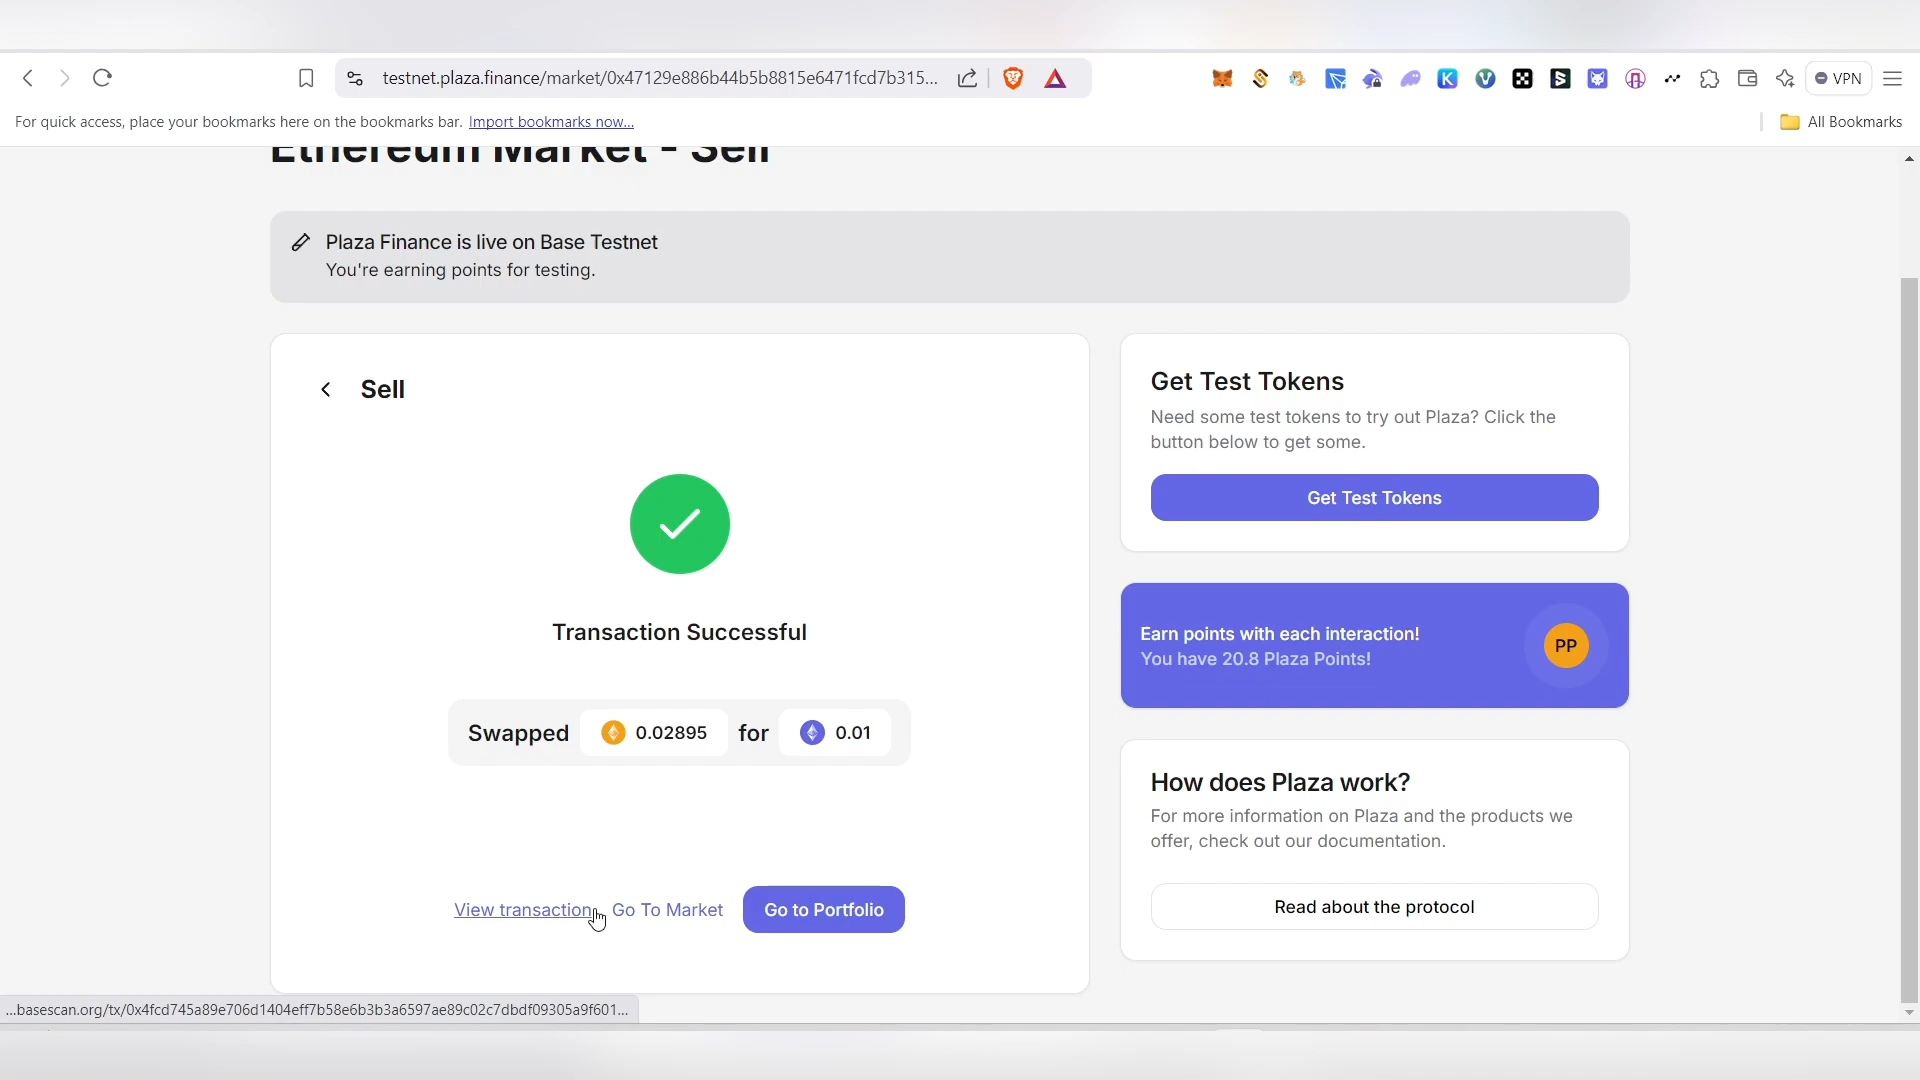 testnet.plaza.finance/market/0x47129e886b44b5b8815e6471fcd7b315...
VPN
For quick access, place your bookmarks here on the bookmarks bar. Import bookmarks now...
All Bookmarks
Ethereum Market - Sell
Plaza Finance is live on Base Testnet
You're earning points for testing.
Sell
Transaction Successful
Swapped 0.02895 for 0.01
View transaction Go To Market Go to Portfolio
Get Test Tokens
Need some test tokens to try out Plaza? Click the
button below to get some.
Get Test Tokens
Earn points with each interaction!
You have 20.8 Plaza Points!
PP
How does Plaza work?
For more information on Plaza and the products we
offer, check out our documentation.
Read about the protocol
...basescan.org/tx/0x4fcd745a89e706d1404eff7b58e6b3b3a6597ae89c02c7dbdf09305a9f601...